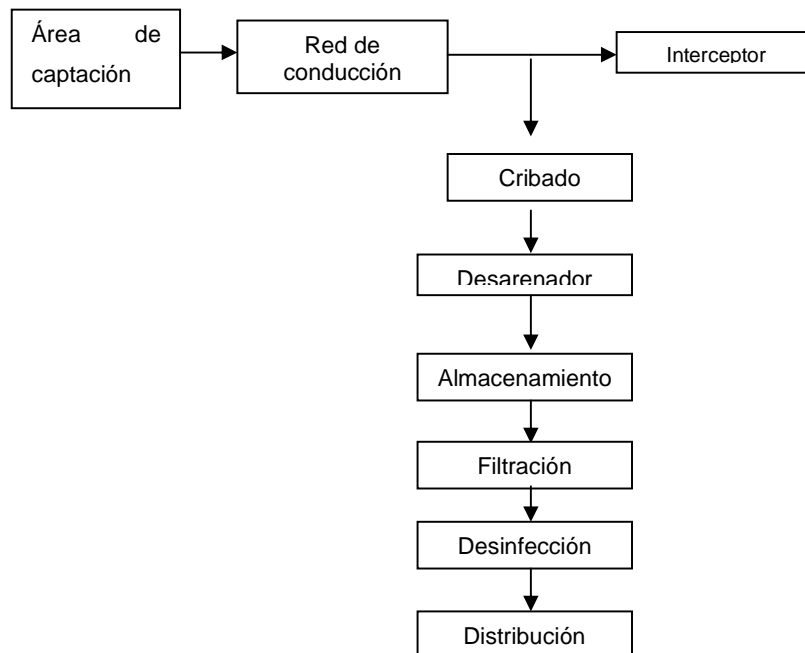 Área de
captación
Red de
conducción
Interceptor
Cribado
Desarenador
Almacenamiento
Filtración
Desinfección
Distribución